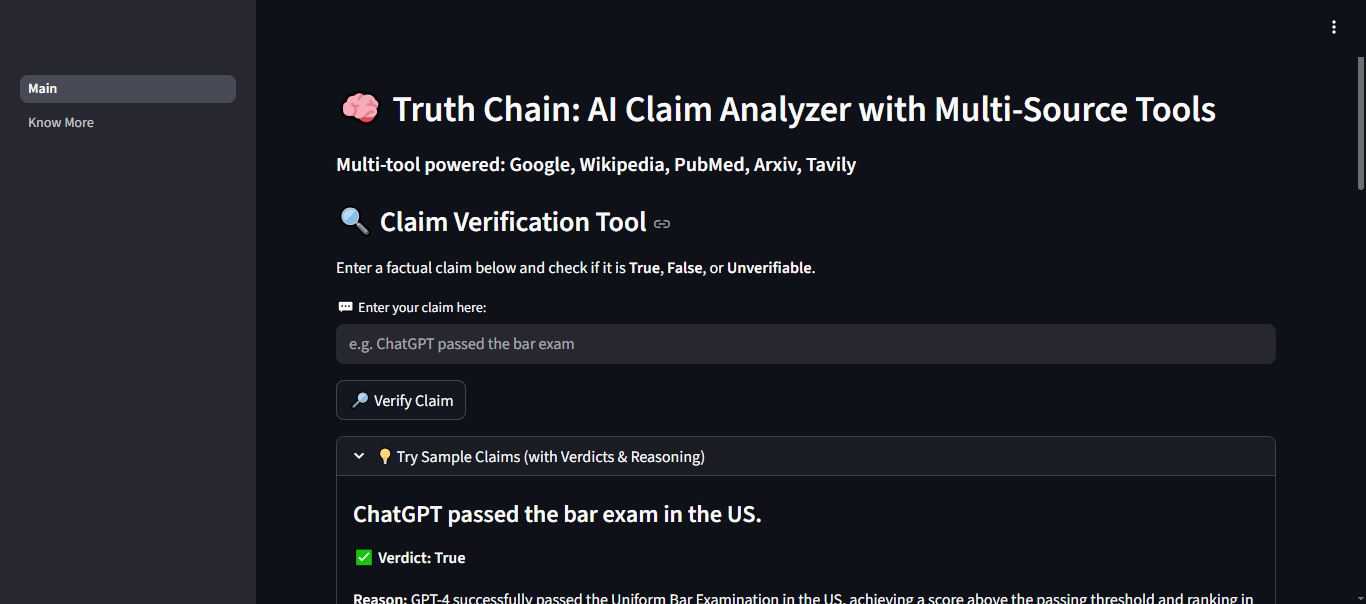 Main
Know More
Truth Chain: AI Claim Analyzer with Multi-Source Tools
Multi-tool powered: Google, Wikipedia, PubMed, Arxiv, Tavily
Claim Verification Tool
Enter a factual claim below and check if it is True, False, or Unverifiable.
Enter your claim here:
e.g. ChatGPT passed the bar exam
Verify Claim
Try Sample Claims (with Verdicts & Reasoning)
ChatGPT passed the bar exam in the US.
Verdict: True
Reason: GPT-4 successfully passed the Uniform Bar Examination in the US, achieving a score above the passing threshold and ranking in